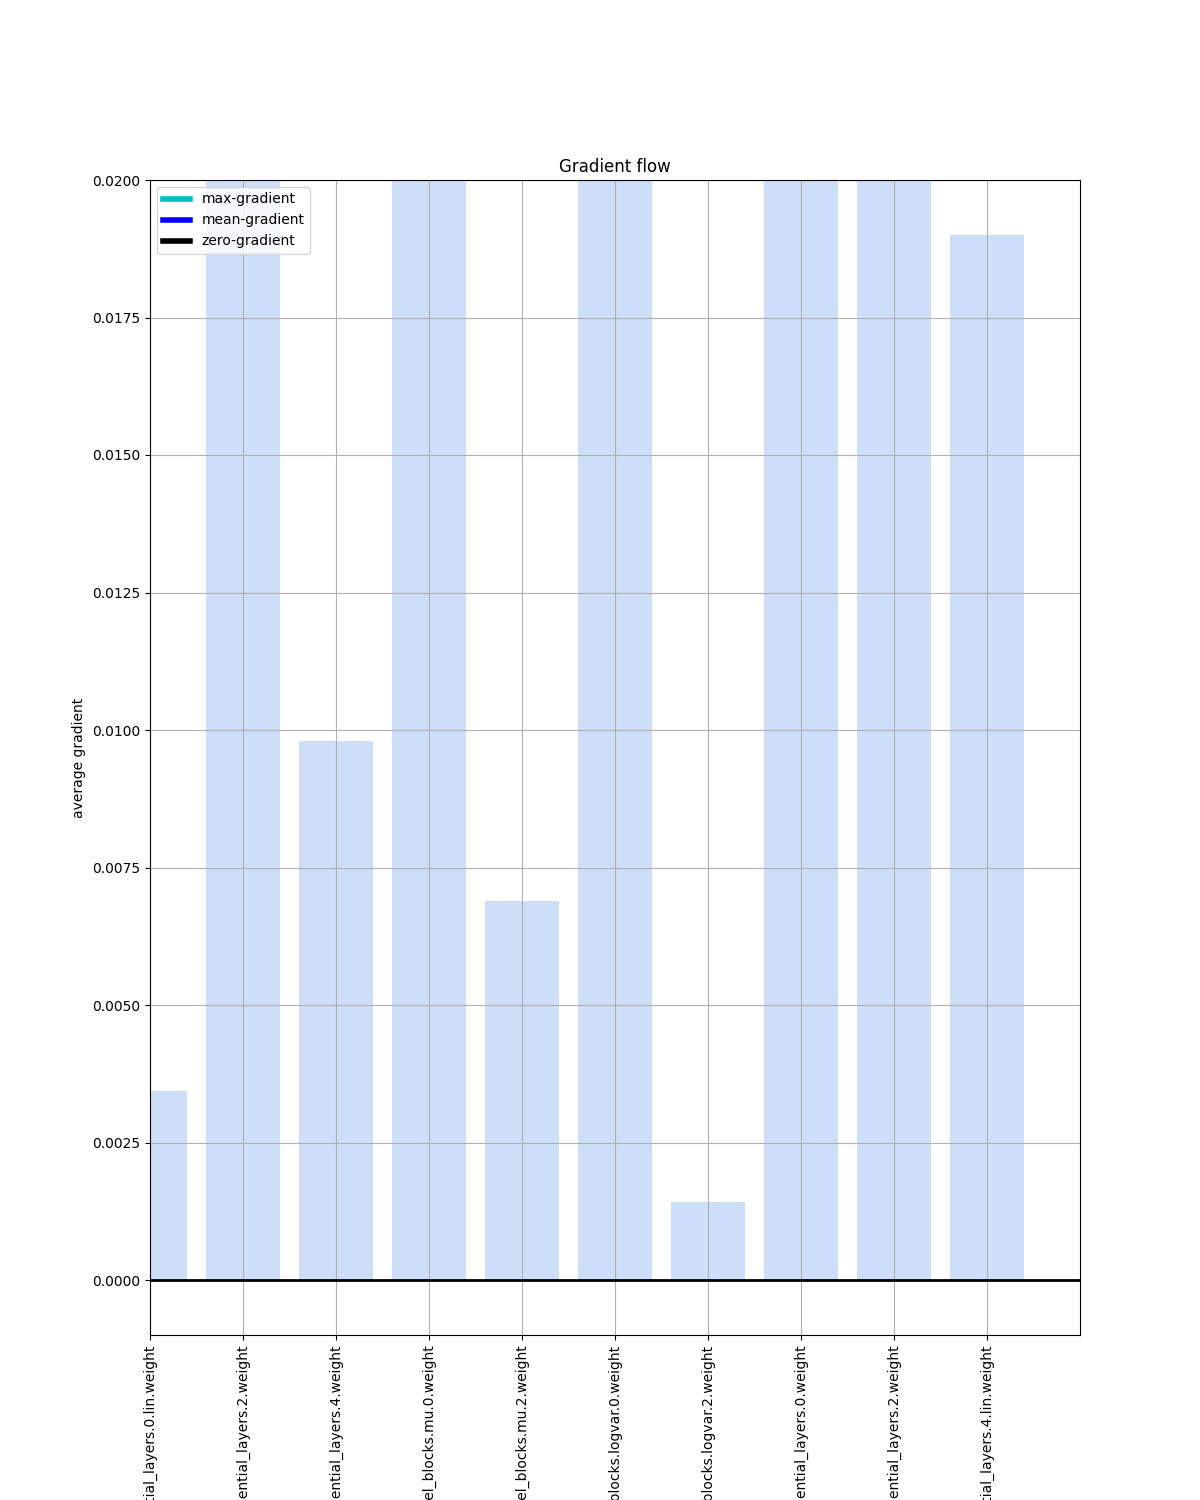 Gradient flow
max-gradient
mean-gradient
zero-gradient
0.0200
0.0175
0.0150
0.0125
0.0100
0.0075
0.0050
0.0025
0.0000
average gradient
tial_layers.0.lin.weight
ential_layers.2.weight
ential_layers.4.weight
el_blocks.mu.0.weight
el_blocks.mu.2.weight
blocks.logvar.0.weight
blocks.logvar.2.weight
ential_layers.0.weight
ential_layers.2.weight
tial_layers.4.lin.weight